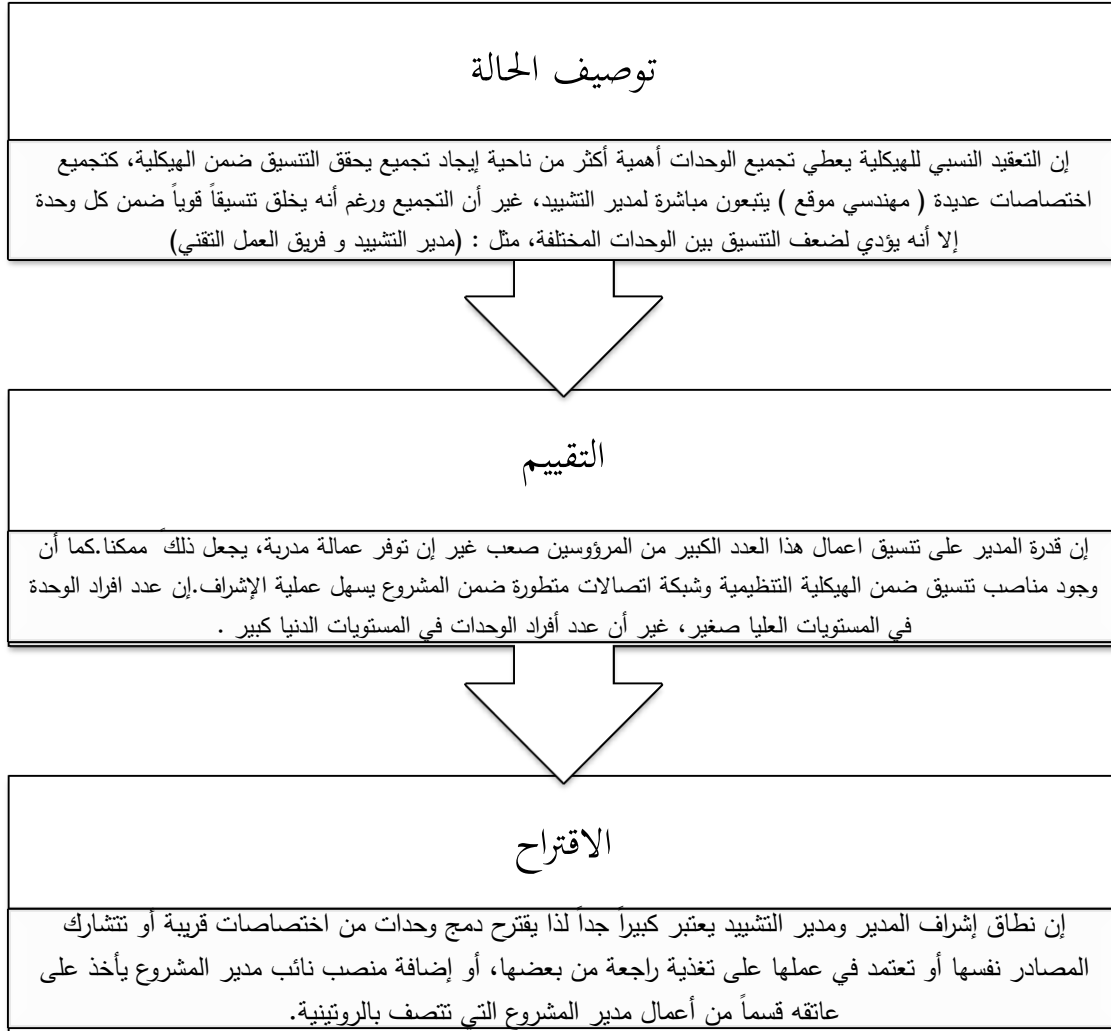 توصيف الحالة
إن التعقيد النسبي للهيكلية يعطي تجميع الوحدات أهمية أكثر من ناحية إيجاد تجميع يحقق التنسيق ضمن الهيكلية، كتجميع
اختصاصات عديدة ( مهندسي موقع ) يتبعون مباشرة لمدير التشييد، غير أن التجميع ورغم أنه يخلق تنسيقاً قوياً ضمن كل وحدة
إلا أنه يؤدي لضعف التنسيق بين الوحدات المختلفة، مثل : (مدير التشييد و فريق العمل التقني)
التقييم
إن قدرة المدير على تنسيق اعمال هذا العدد الكبير من المرؤوسين صعب غير إن توفر عمالة مدربة، يجعل ذلكَ ممكنا.كما أن
وجود مناصب تنسيق ضمن الهيكلية التنظيمية وشبكة اتصالات متطورة ضمن المشروع يسهل عملية الإشراف.إن عدد افراد الوحدة
في المستويات العليا صغير، غير أن عدد أفراد الوحدات في المستويات الدنيا كبير .
الاقتراح
إن نطاق إشراف المدير ومدير التشييد يعتبر كبيراً جداً لذا يقترح دمج وحدات من اختصاصات قريبة أو تتشارك
المصادر نفسها أو تعتمد في عملها على تغذية راجعة من بعضها، أو إضافة منصب نائب مدير المشروع يأخذ على
عاتقه قسماً من أعمال مدير المشروع التي تتصف بالروتينية.